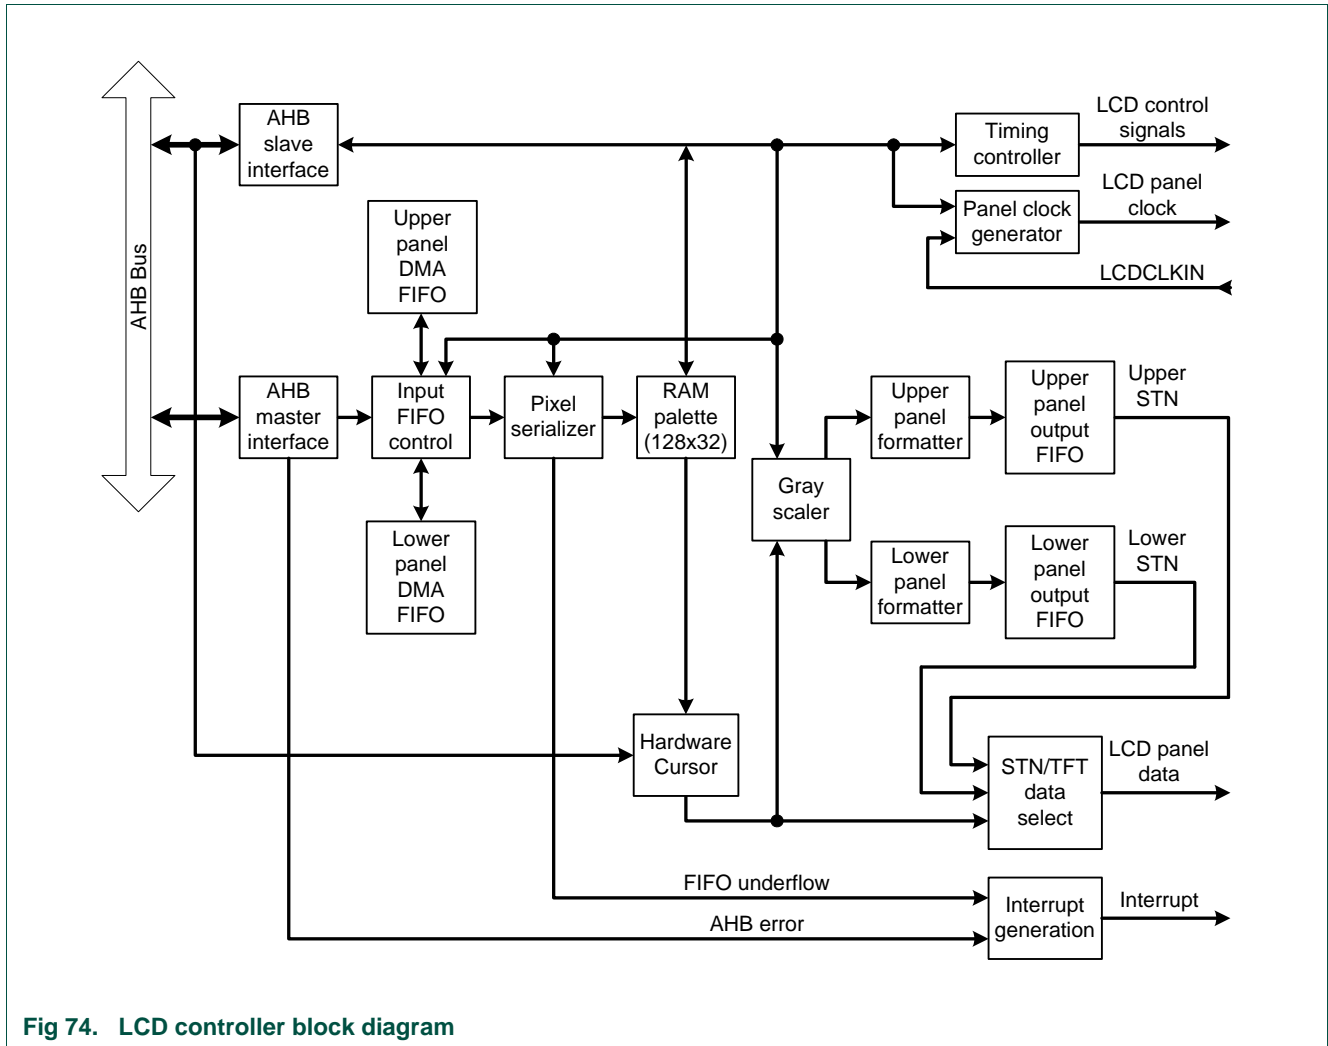 AHB
slave
interface
Timing
controller
LCD control
signals
Panel clock
generator
LCD panel
clock
LCDCLKIN
AHB Bus
Upper
panel
DMA
FIFO
AHB
master
interface
Input
FIFO
control
Pixel
serializer
RAM
palette
(128x32)
Lower
panel
DMA
FIFO
Gray
scaler
Upper
panel
formatter
Upper
panel
output
FIFO
Upper
STN
Lower
panel
formatter
Lower
panel
output
FIFO
Lower
STN
Hardware
Cursor
STN/TFT
data
select
LCD panel
data
FIFO underflow
AHB error
Interrupt
generation
Interrupt
Fig 74. LCD controller block diagram